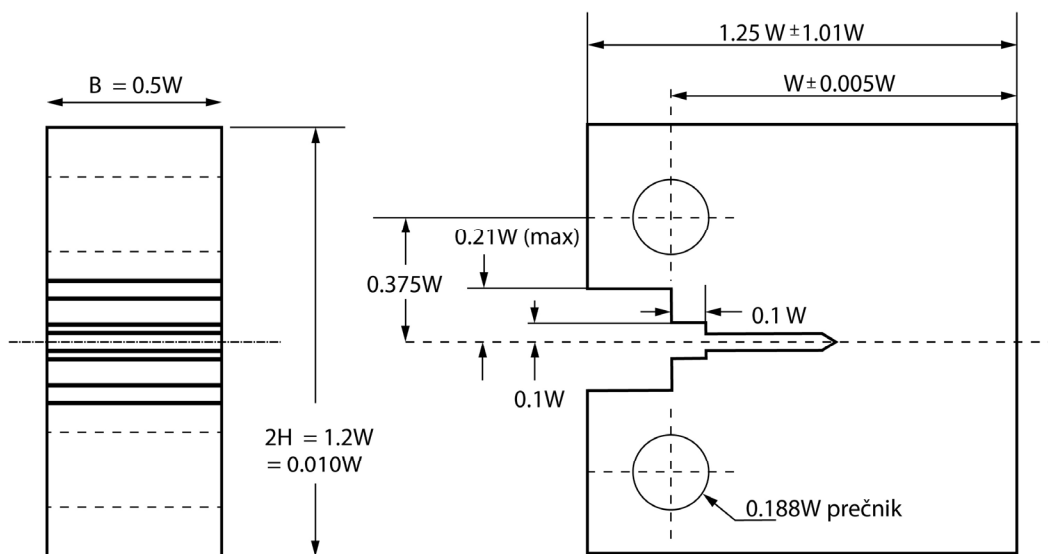 B = 0.5W
2H = 1.2W
= 0.010W
1.25 W ±1.01W
W± 0.005W
0.21W (max)
0.375W
0.1 W
0.1W
0.188W prečnik